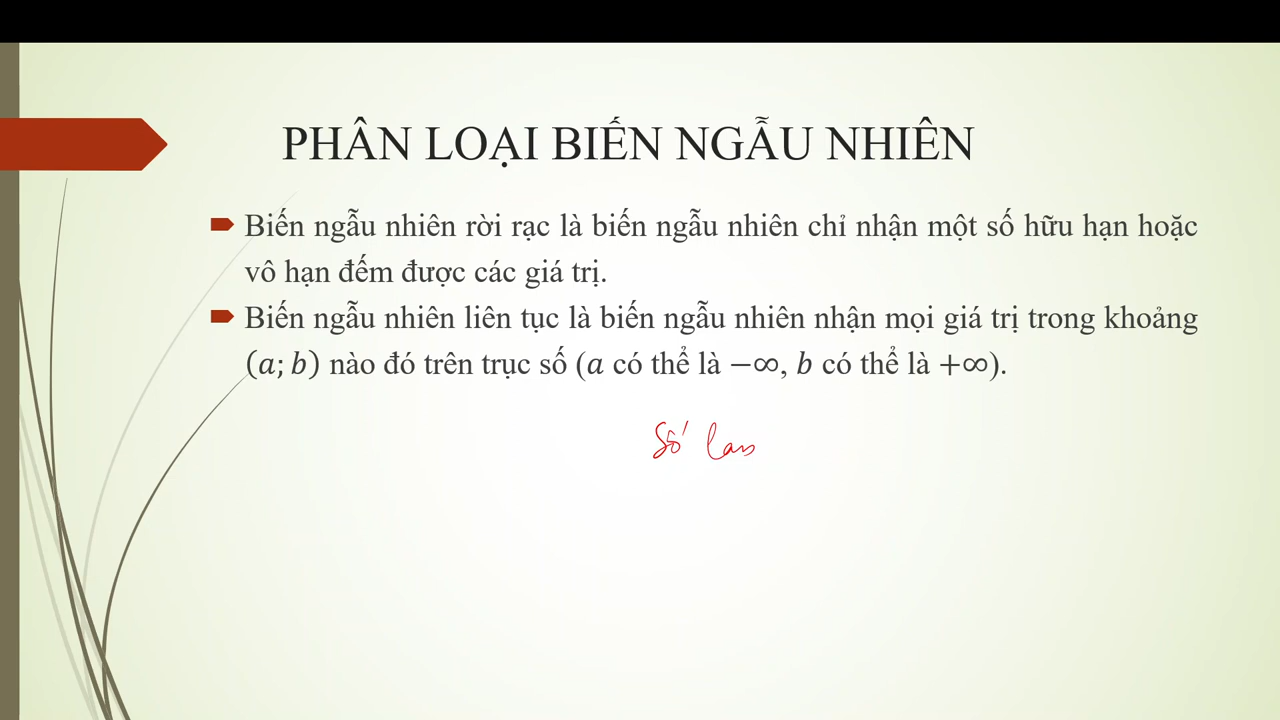 PHÂN LOẠI BIẾN NGẪU NHIÊN
Biến ngẫu nhiên rời rạc là biến ngẫu nhiên chỉ nhận một số hữu hạn hoặc
vô hạn đếm được các giá trị.
Biến ngẫu nhiên liên tục là biến ngẫu nhiên nhận mọi giá trị trong khoảng
(a; b) nào đó trên trục số (a có thể là −∞, b có thể là +∞).
Số